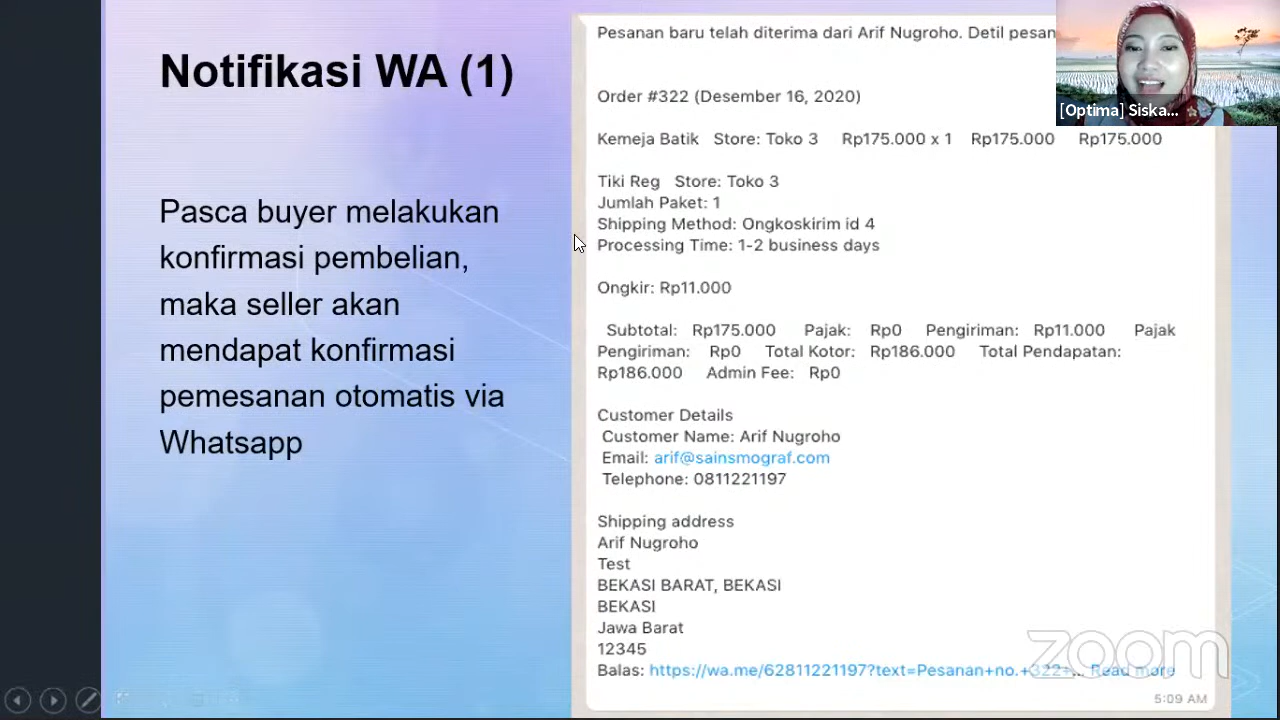 Notifikasi WA (1)
Pasca buyer melakukan
konfirmasi pembelian,
maka seller akan
mendapat konfirmasi
pemesanan otomatis via
Whatsapp
Pesanan baru telah diterima dari Arif Nugroho. Detil pesan
Order #322 (Desember 16, 2020)
Kemeja Batik Store: Toko 3 Rp175.000 x 1 Rp175.000 Rp175.000
Tiki Reg Store: Toko 3
Jumlah Paket: 1
Shipping Method: Ongkoskirim id 4
Processing Time: 1-2 business days
Ongkir: Rp11.000
Subtotal: Rp175.000 Pajak: Rp0 Pengiriman: Rp11.000 Pajak
Pengiriman: Rp0 Total Kotor: Rp186.000 Total Pendapatan:
Rp186.000 Admin Fee: Rp0
Customer Details
Customer Name: Arif Nugroho
Email: arif@sainsmograf.com
Telephone: 0811221197
Shipping address
Arif Nugroho
Test
BEKASI BARAT, BEKASI
BEKASI
Jawa Barat
12345
Balas: https://wa.me/62811221197?text=Pesanan+no.+322+... Read more
5:09 AM
[Optima] Siska...
zoom